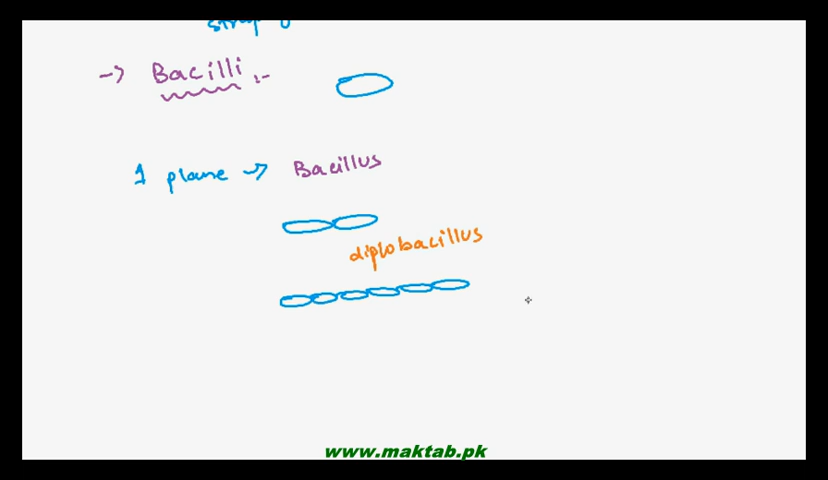 -> Bacilli :-
1 plane -> Bacillus
diplobacillus
www.maktab.pk